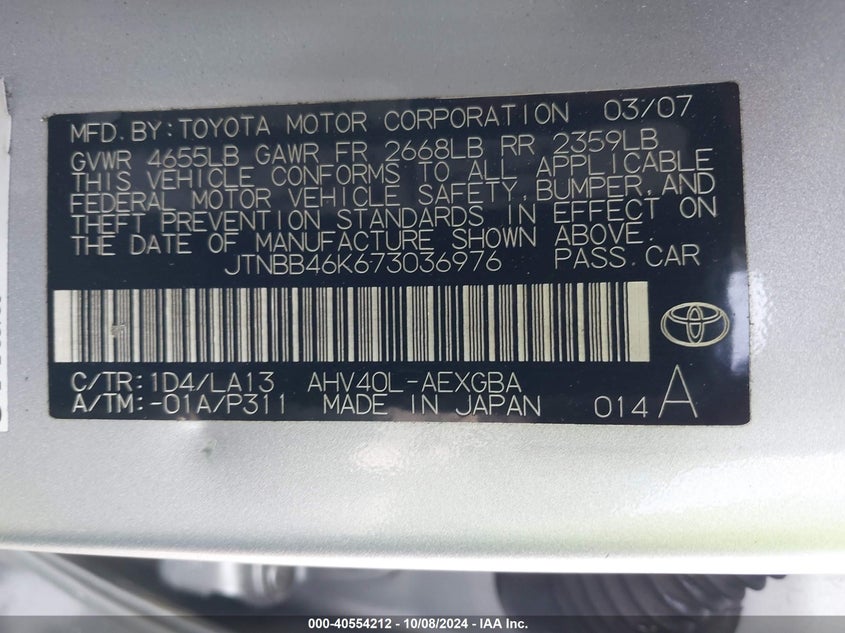 MFD. BY: TOYOTA MOTOR CORPORATION 03/07
GVWR 4655LB GAWR FR 2668LB RR 2359LB
THIS VEHICLE CONFORMS TO ALL APPLICABLE
FEDERAL MOTOR VEHICLE SAFETY, BUMPER, AND
THEFT PREVENTION STANDARDS IN EFFECT ON
THE DATE OF MANUFACTURE SHOWN ABOVE.
JTNBB46K673036976 PASS. CAR
C/TR: 1D4/LA13 AHV40L-AEXGBA
A/TM: -01A/P311 MADE IN JAPAN 014 A
000-40554212 - 10/08/2024 - IAA Inc.